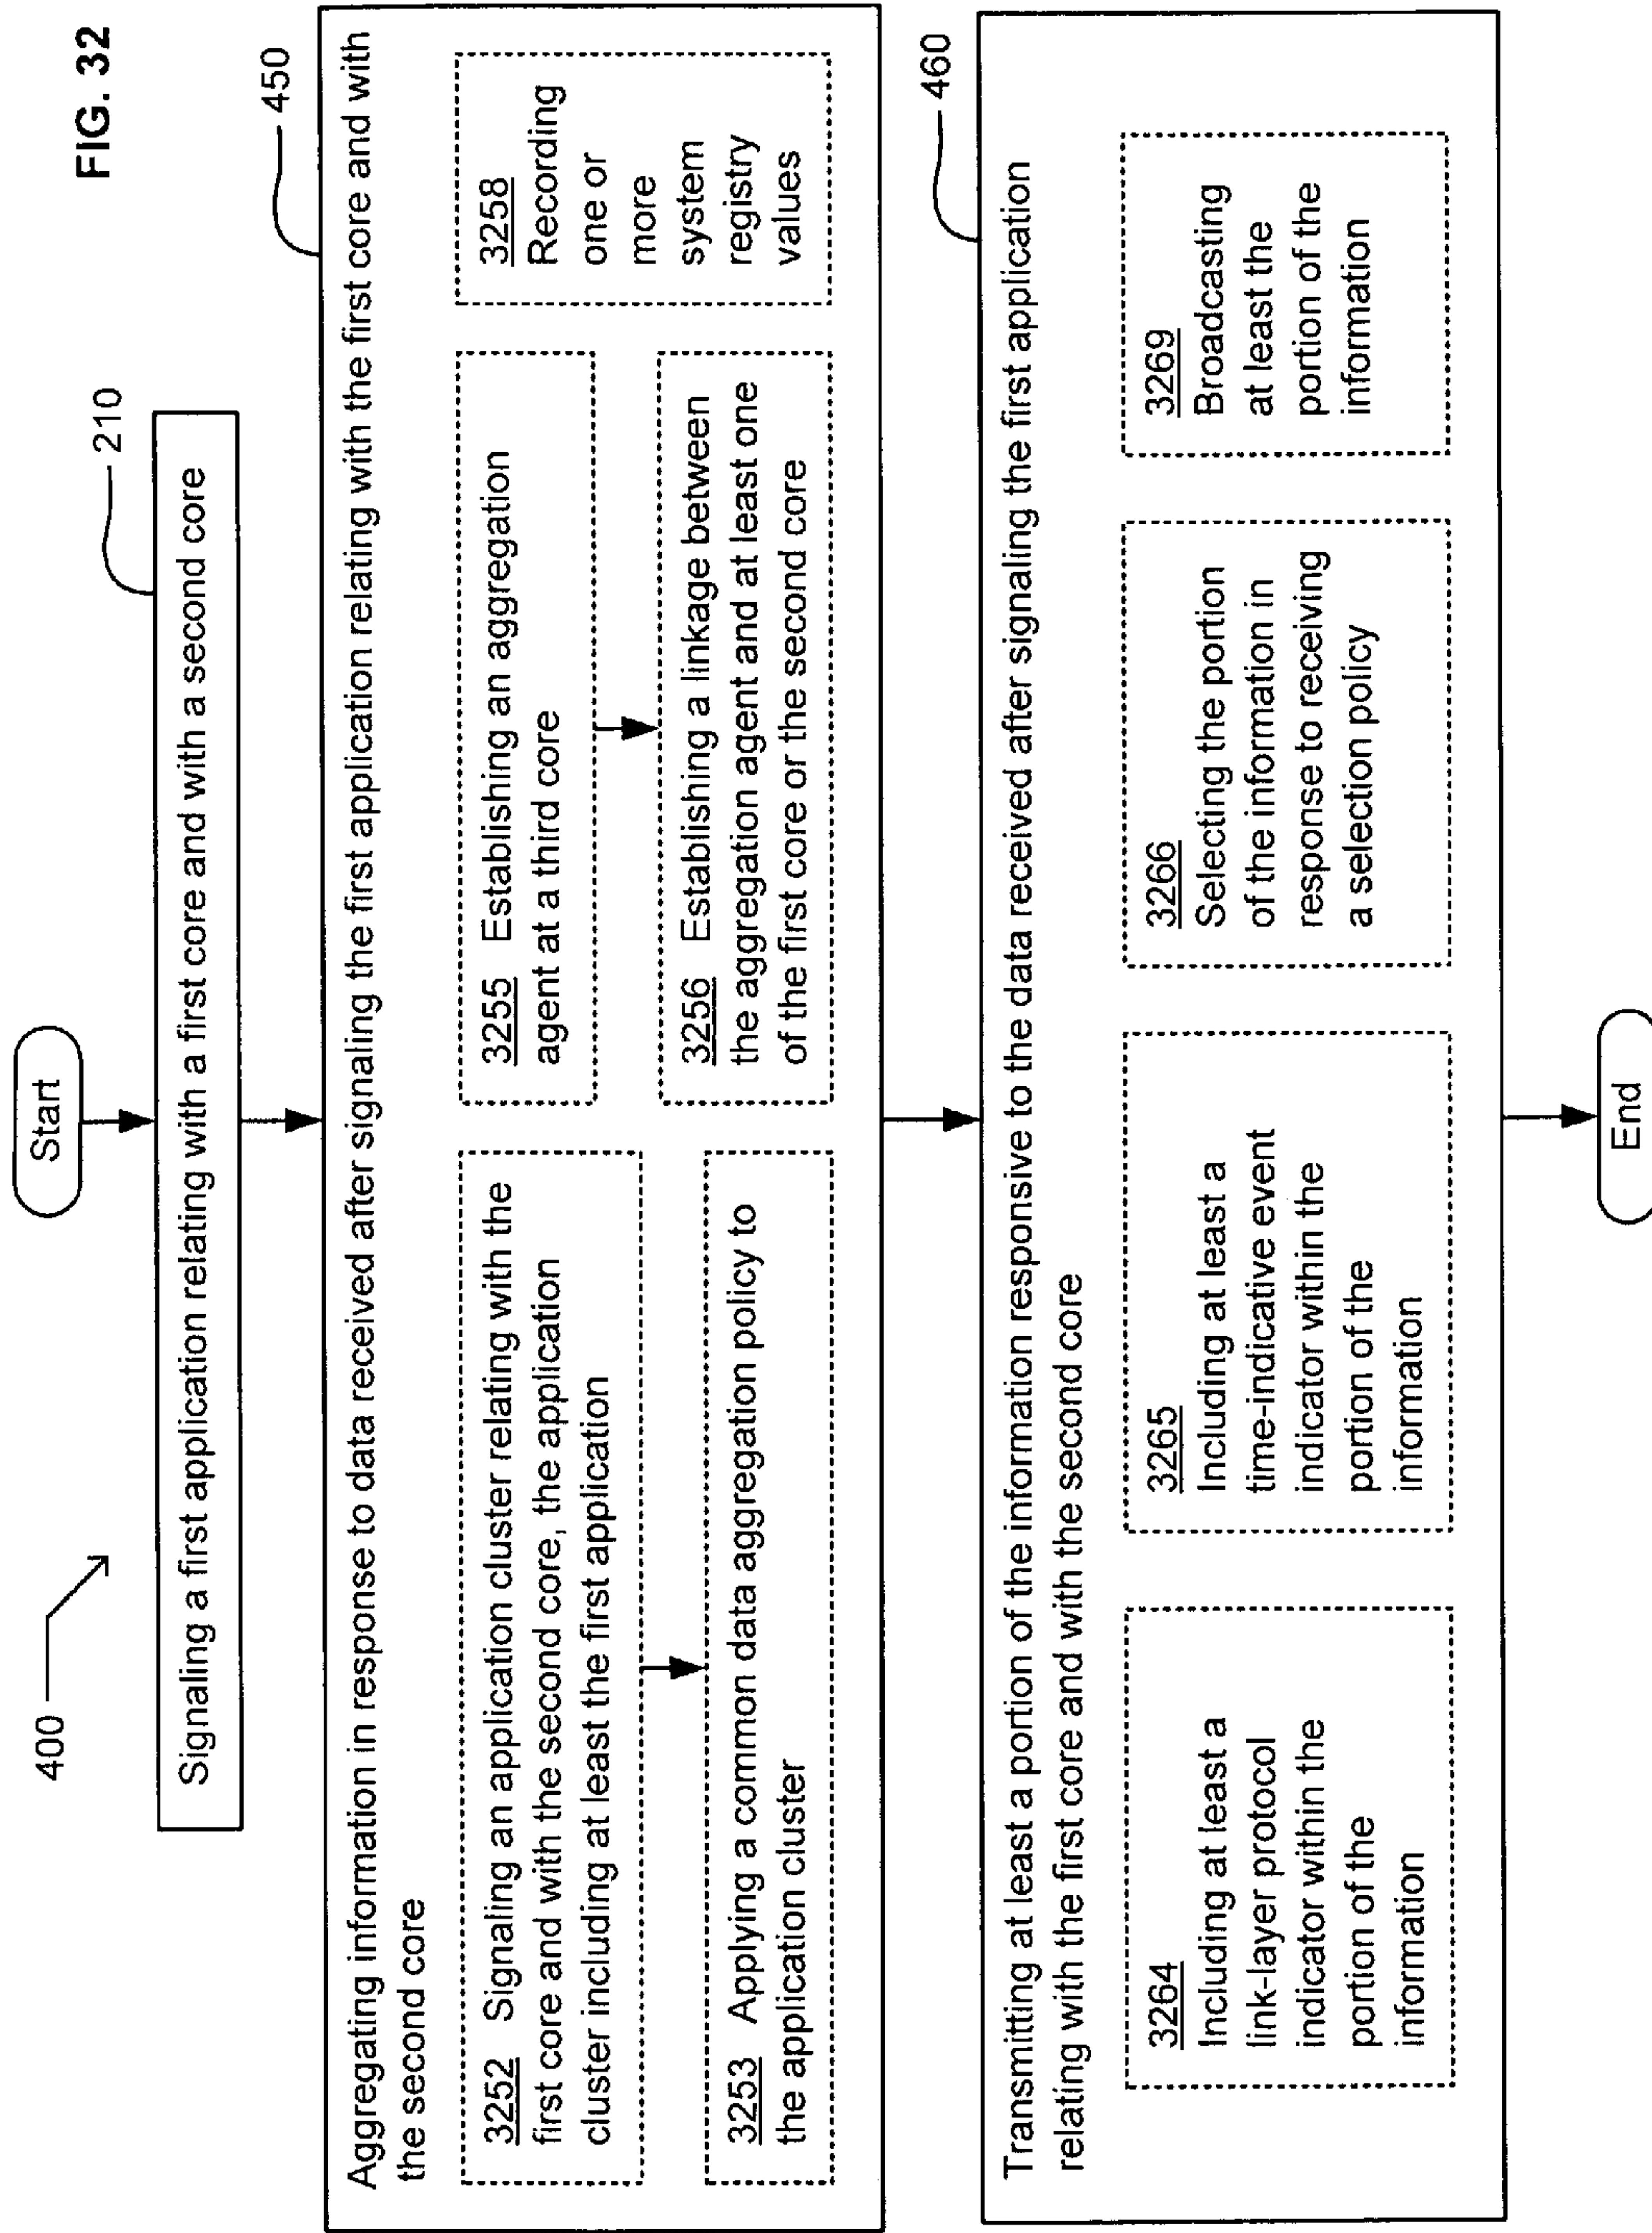 FIG. 32
400
Start
210
Signaling a first application relating with a first core and with a second core
450
Aggregating information in response to data received after signaling the first application relating with the first core and with
the second core
3252 Signaling an application cluster relating with the
first core and with the second core, the application
cluster including at least the first application
3253 Applying a common data aggregation policy to
the application cluster
3255 Establishing an aggregation
agent at a third core
3256 Establishing a linkage between
the aggregation agent and at least one
of the first core or the second core
3258
Recording
one or
more
system
registry
values
460
Transmitting at least a portion of the information responsive to the data received after signaling the first application
relating with the first core and with the second core
3264
Including at least a
link-layer protocol
indicator within the
portion of the
information
3265
Including at least a
time-indicative event
indicator within the
portion of the
information
3266
Selecting the portion
of the information in
response to receiving
a selection policy
3269
Broadcasting
at least the
portion of the
information
End